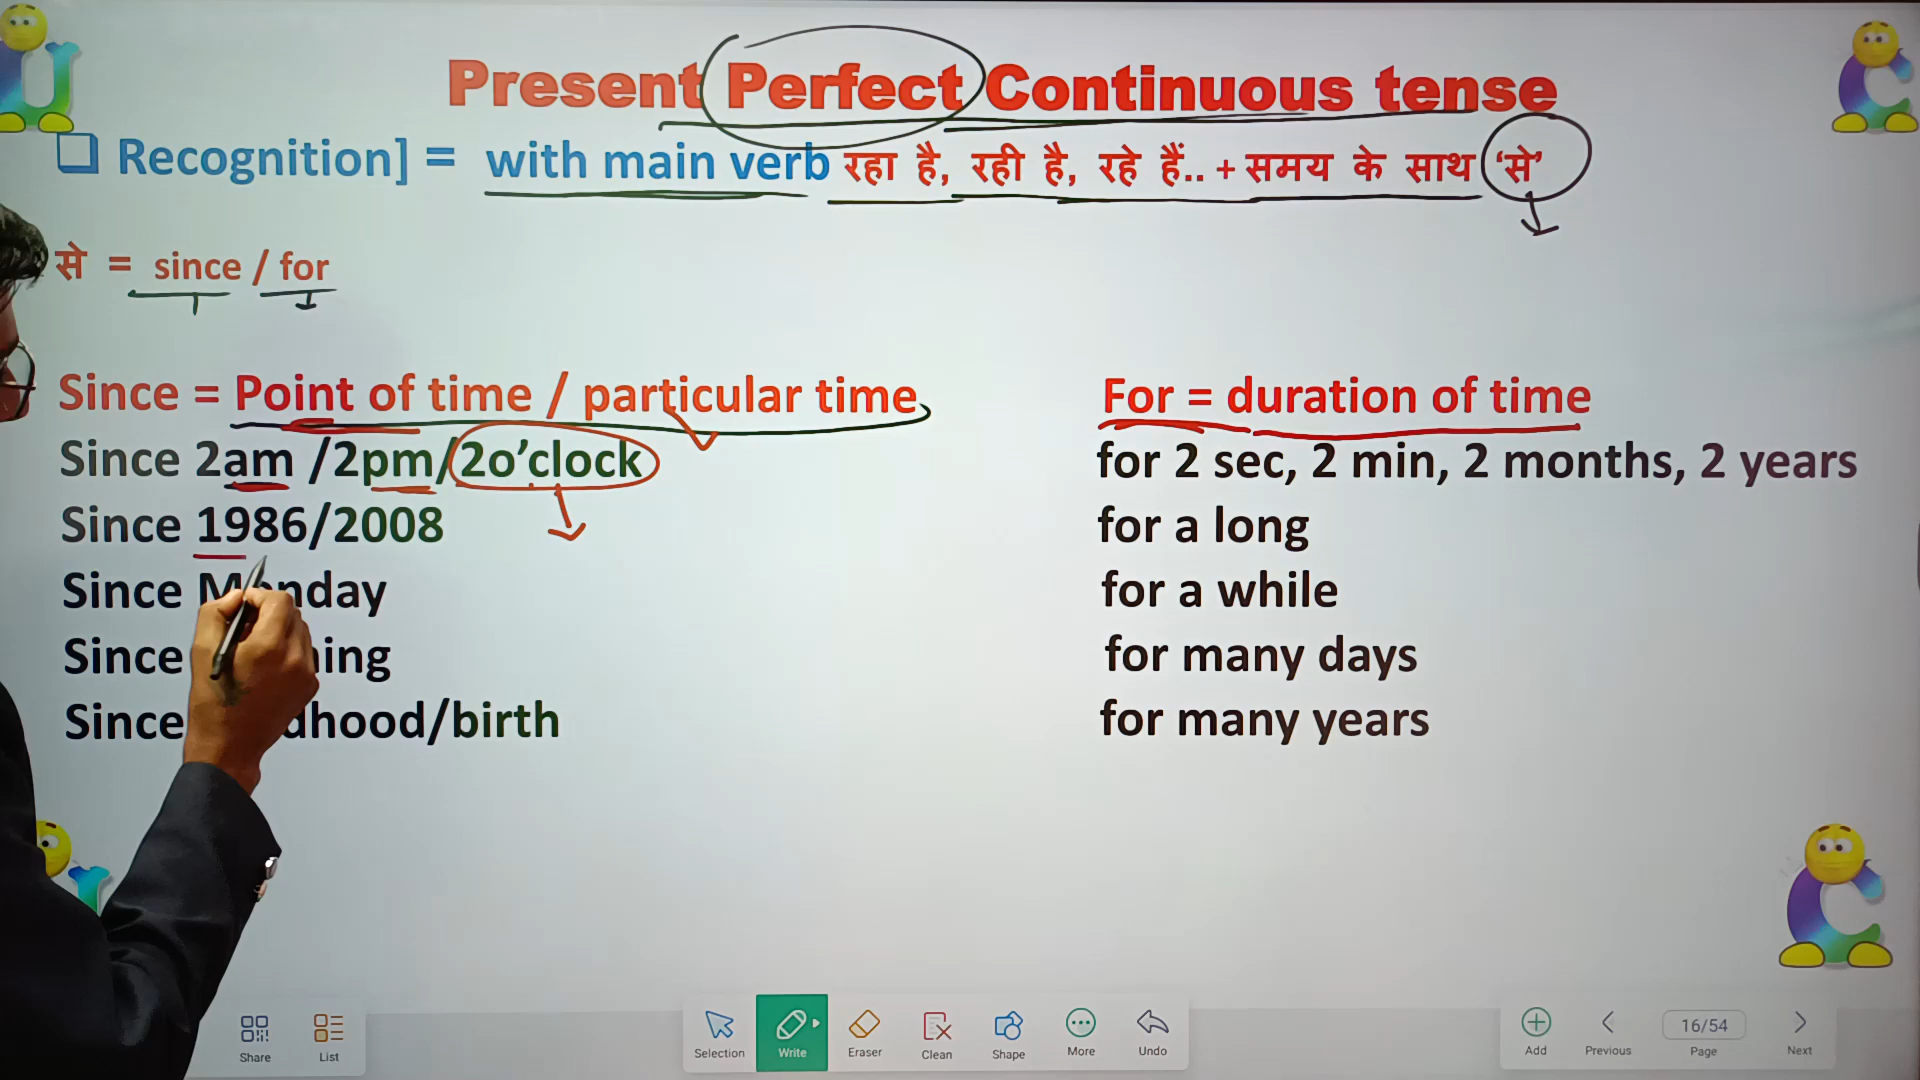 Present Perfect Continuous tense
Recognition] = with main verb रहा है, रही है, रहे हैं.. + समय के साथ ‘से’
से = since / for
Since = Point of time / particular time
For = duration of time
Since 2am /2pm/2o’clock
for 2 sec, 2 min, 2 months, 2 years
Since 1986/2008
for a long
Since Monday
for a while
Since
for many days
Since /birth
for many years
Share List Selection Write Eraser Clean Shape More Undo Add Previous 16/54 Page Next